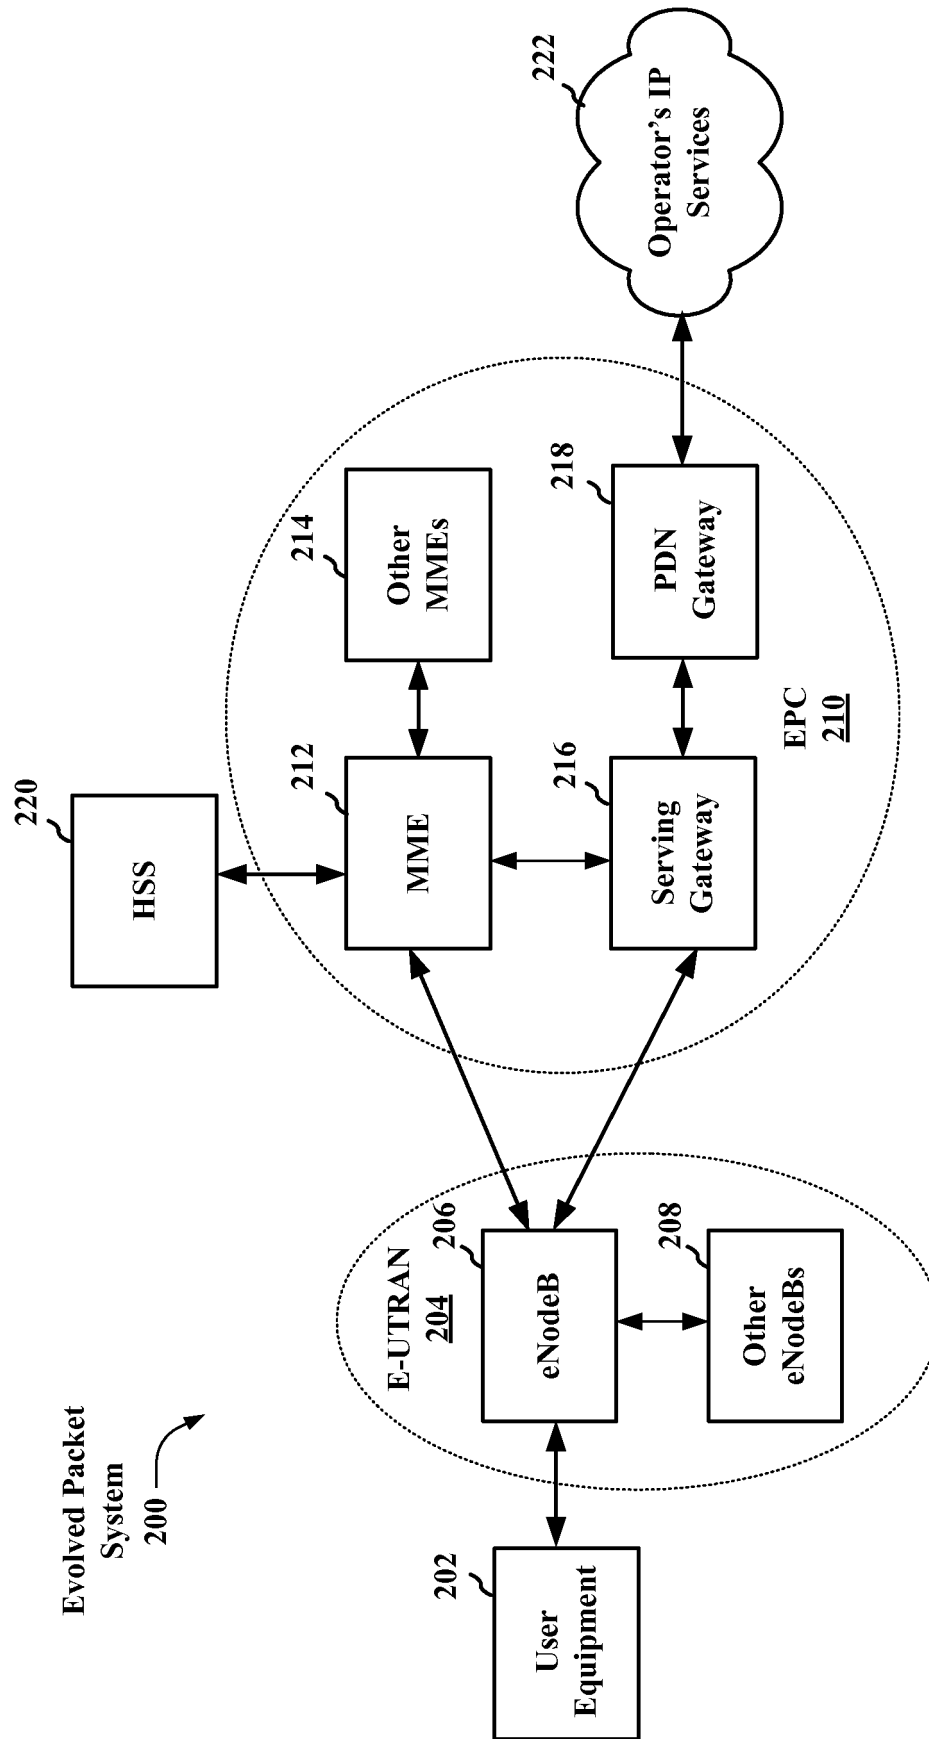 Evolved Packet
System
200
220
HSS
E-UTRAN
204
212
MME
214
Other
MMEs
202
User
Equipment
206
eNodeB
208
Other
eNodeBs
216
Serving
Gateway
218
PDN
Gateway
EPC
210
222
Operator's IP
Services